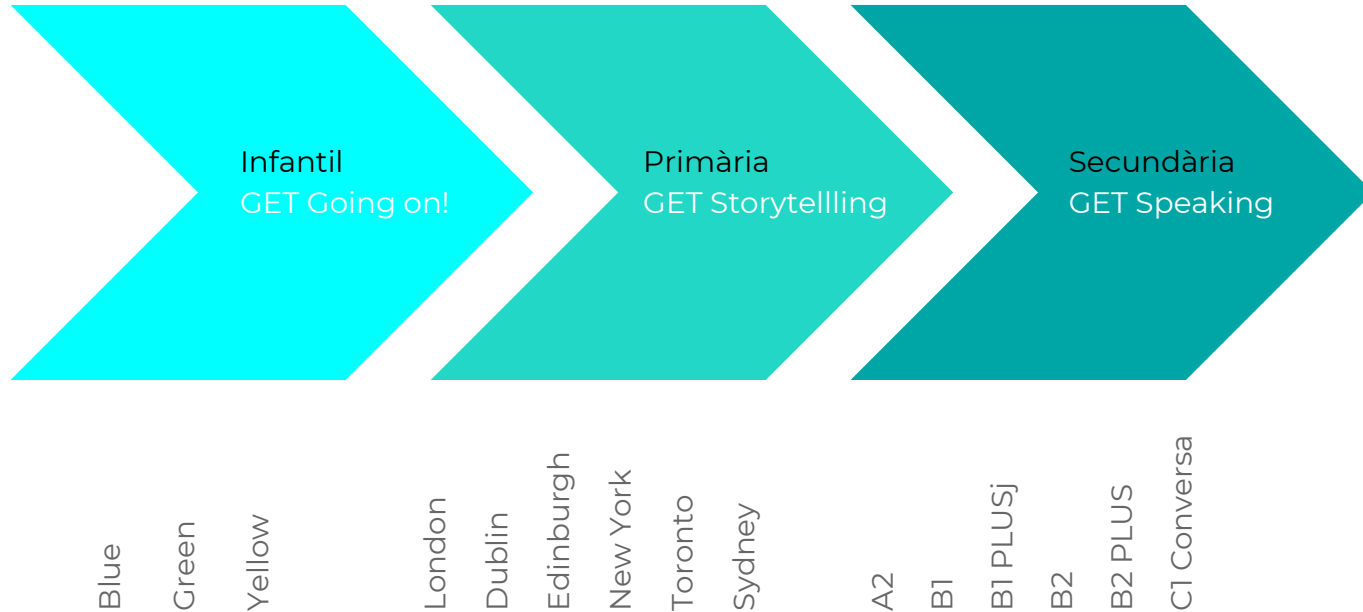 Infantil
GET Going on!
Primària
GET Storytellling
Secundària
GET Speaking
Blue
Green
Yellow
London
Dublin
Edinburgh
New York
Toronto
Sydney
A2
B1
B1 PLUSj
B2
B2 PLUS
C1 Conversa